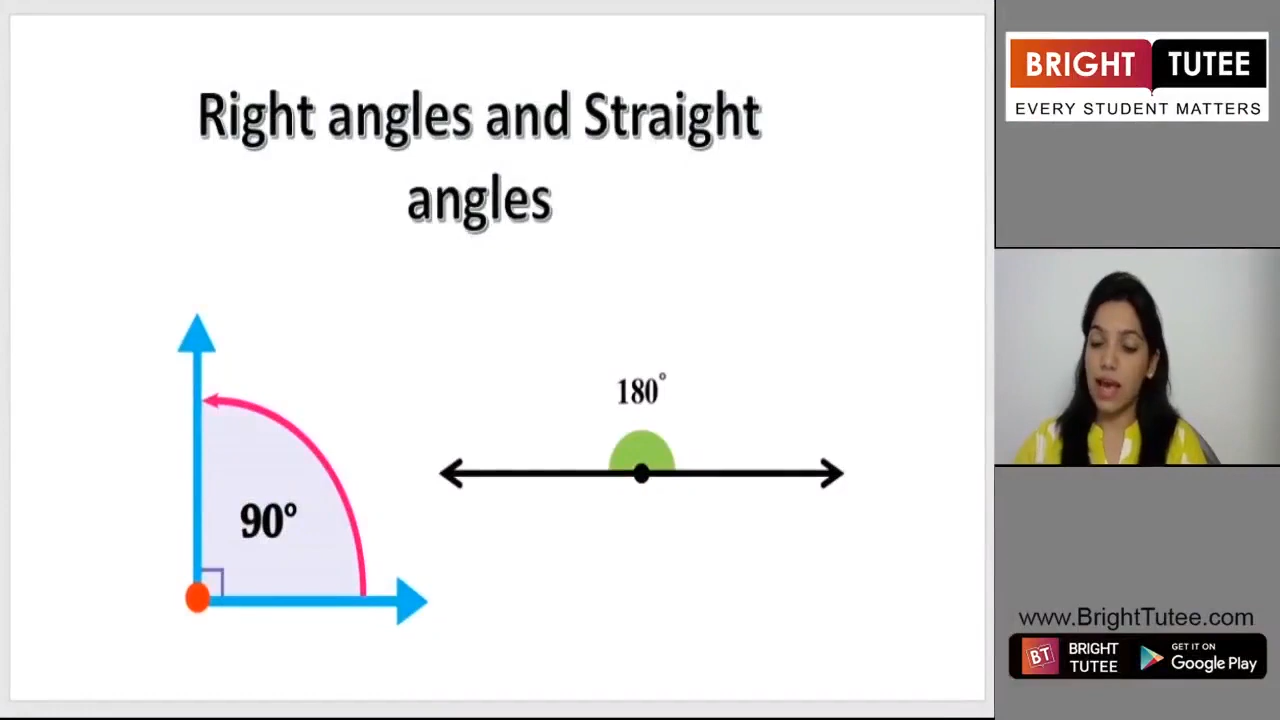 Right angles and Straight
angles
90°
180°
BRIGHT TUTEE
EVERY STUDENT MATTERS
www.BrightTutee.com
BT BRIGHT TUTEE
GET IT ON
Google Play